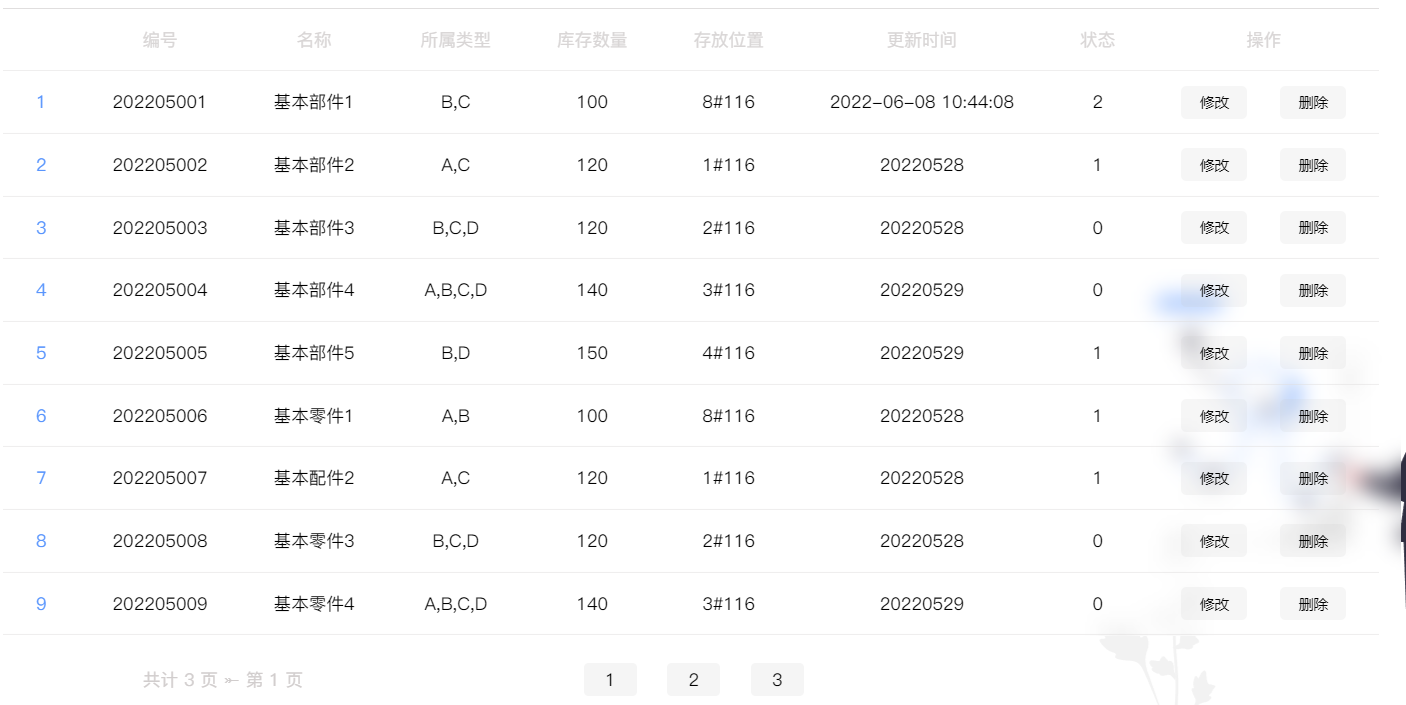 编号 名称 所属类型 库存数量 存放位置 更新时间 状态 操作
1 202205001 基本部件1 B,C 100 8#116 2022-06-08 10:44:08 2 修改 删除
2 202205002 基本部件2 A,C 120 1#116 20220528 1 修改 删除
3 202205003 基本部件3 B,C,D 120 2#116 20220528 0 修改 删除
4 202205004 基本部件4 A,B,C,D 140 3#116 20220529 0 修改 删除
5 202205005 基本部件5 B,D 150 4#116 20220529 1 修改 删除
6 202205006 基本零件1 A,B 100 8#116 20220528 1 修改 删除
7 202205007 基本配件2 A,C 120 1#116 20220528 1 修改 删除
8 202205008 基本零件3 B,C,D 120 2#116 20220528 0 修改 删除
9 202205009 基本零件4 A,B,C,D 140 3#116 20220529 0 修改 删除
共计 3 页 ⇤ 第 1 页 1 2 3